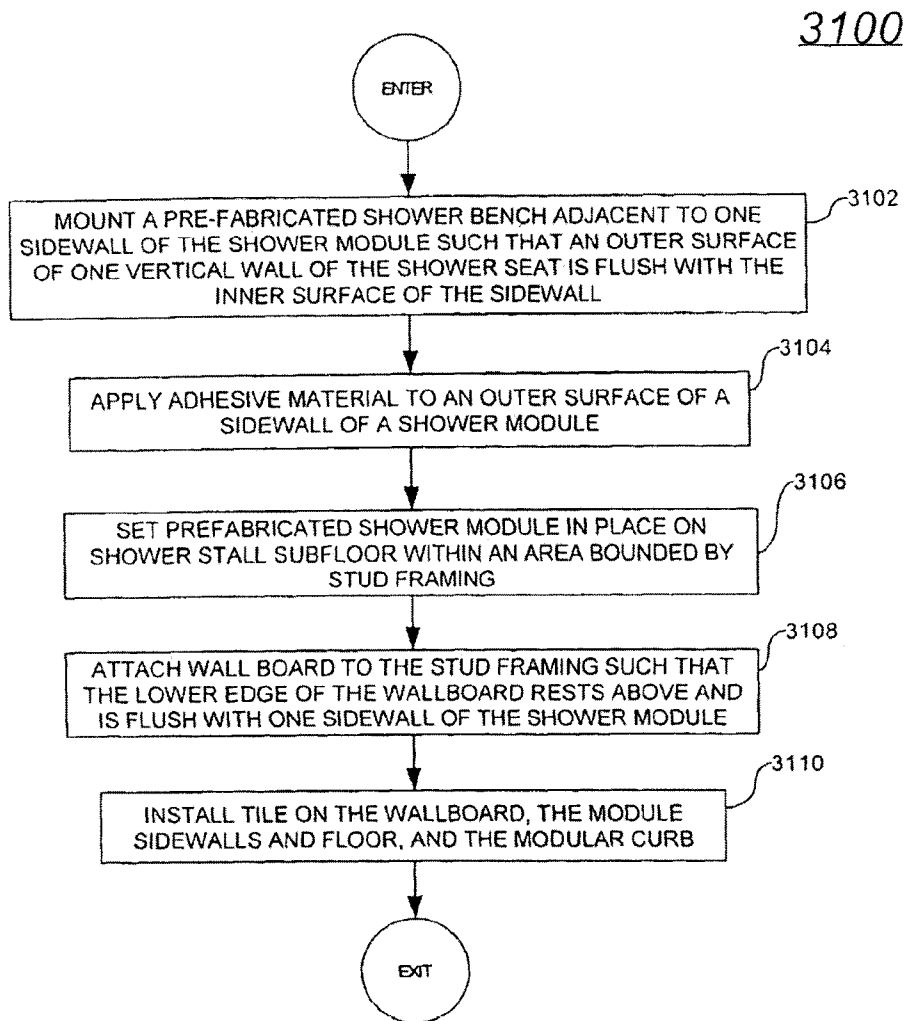 3100
ENTER
3102
MOUNT A PRE-FABRICATED SHOWER BENCH ADJACENT TO ONE
SIDEWALL OF THE SHOWER MODULE SUCH THAT AN OUTER SURFACE
OF ONE VERTICAL WALL OF THE SHOWER SEAT IS FLUSH WITH THE
INNER SURFACE OF THE SIDEWALL
3104
APPLY ADHESIVE MATERIAL TO AN OUTER SURFACE OF A
SIDEWALL OF A SHOWER MODULE
3106
SET PREFABRICATED SHOWER MODULE IN PLACE ON
SHOWER STALL SUBFLOOR WITHIN AN AREA BOUNDED BY
STUD FRAMING
3108
ATTACH WALL BOARD TO THE STUD FRAMING SUCH THAT
THE LOWER EDGE OF THE WALLBOARD RESTS ABOVE AND
IS FLUSH WITH ONE SIDEWALL OF THE SHOWER MODULE
3110
INSTALL TILE ON THE WALLBOARD, THE MODULE
SIDEWALLS AND FLOOR, AND THE MODULAR CURB
EXIT